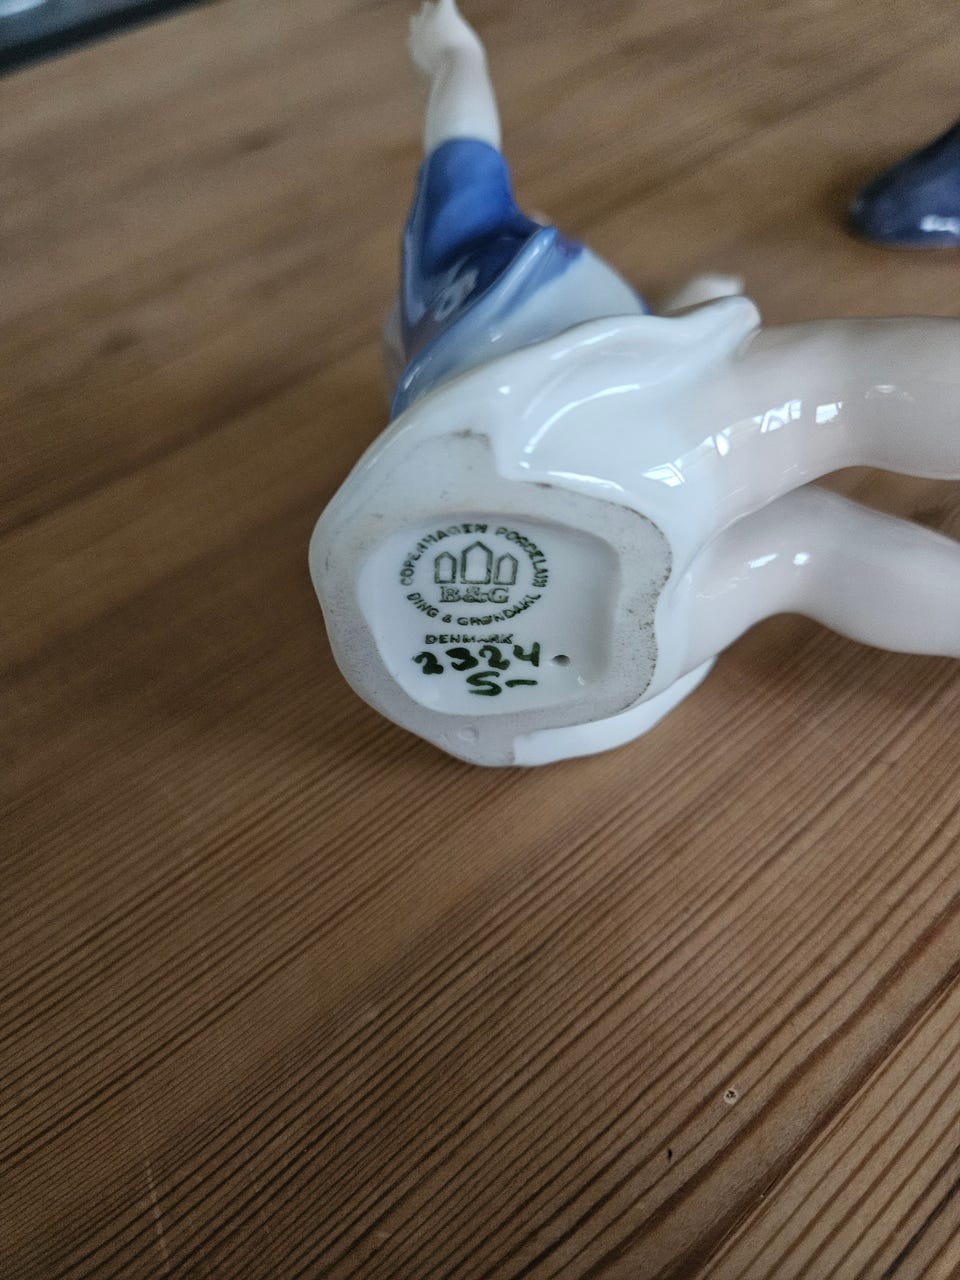 COPENHAGEN PORCELAIN
B&G
BING & GRØNDAHL
DENMARK
2324
S-